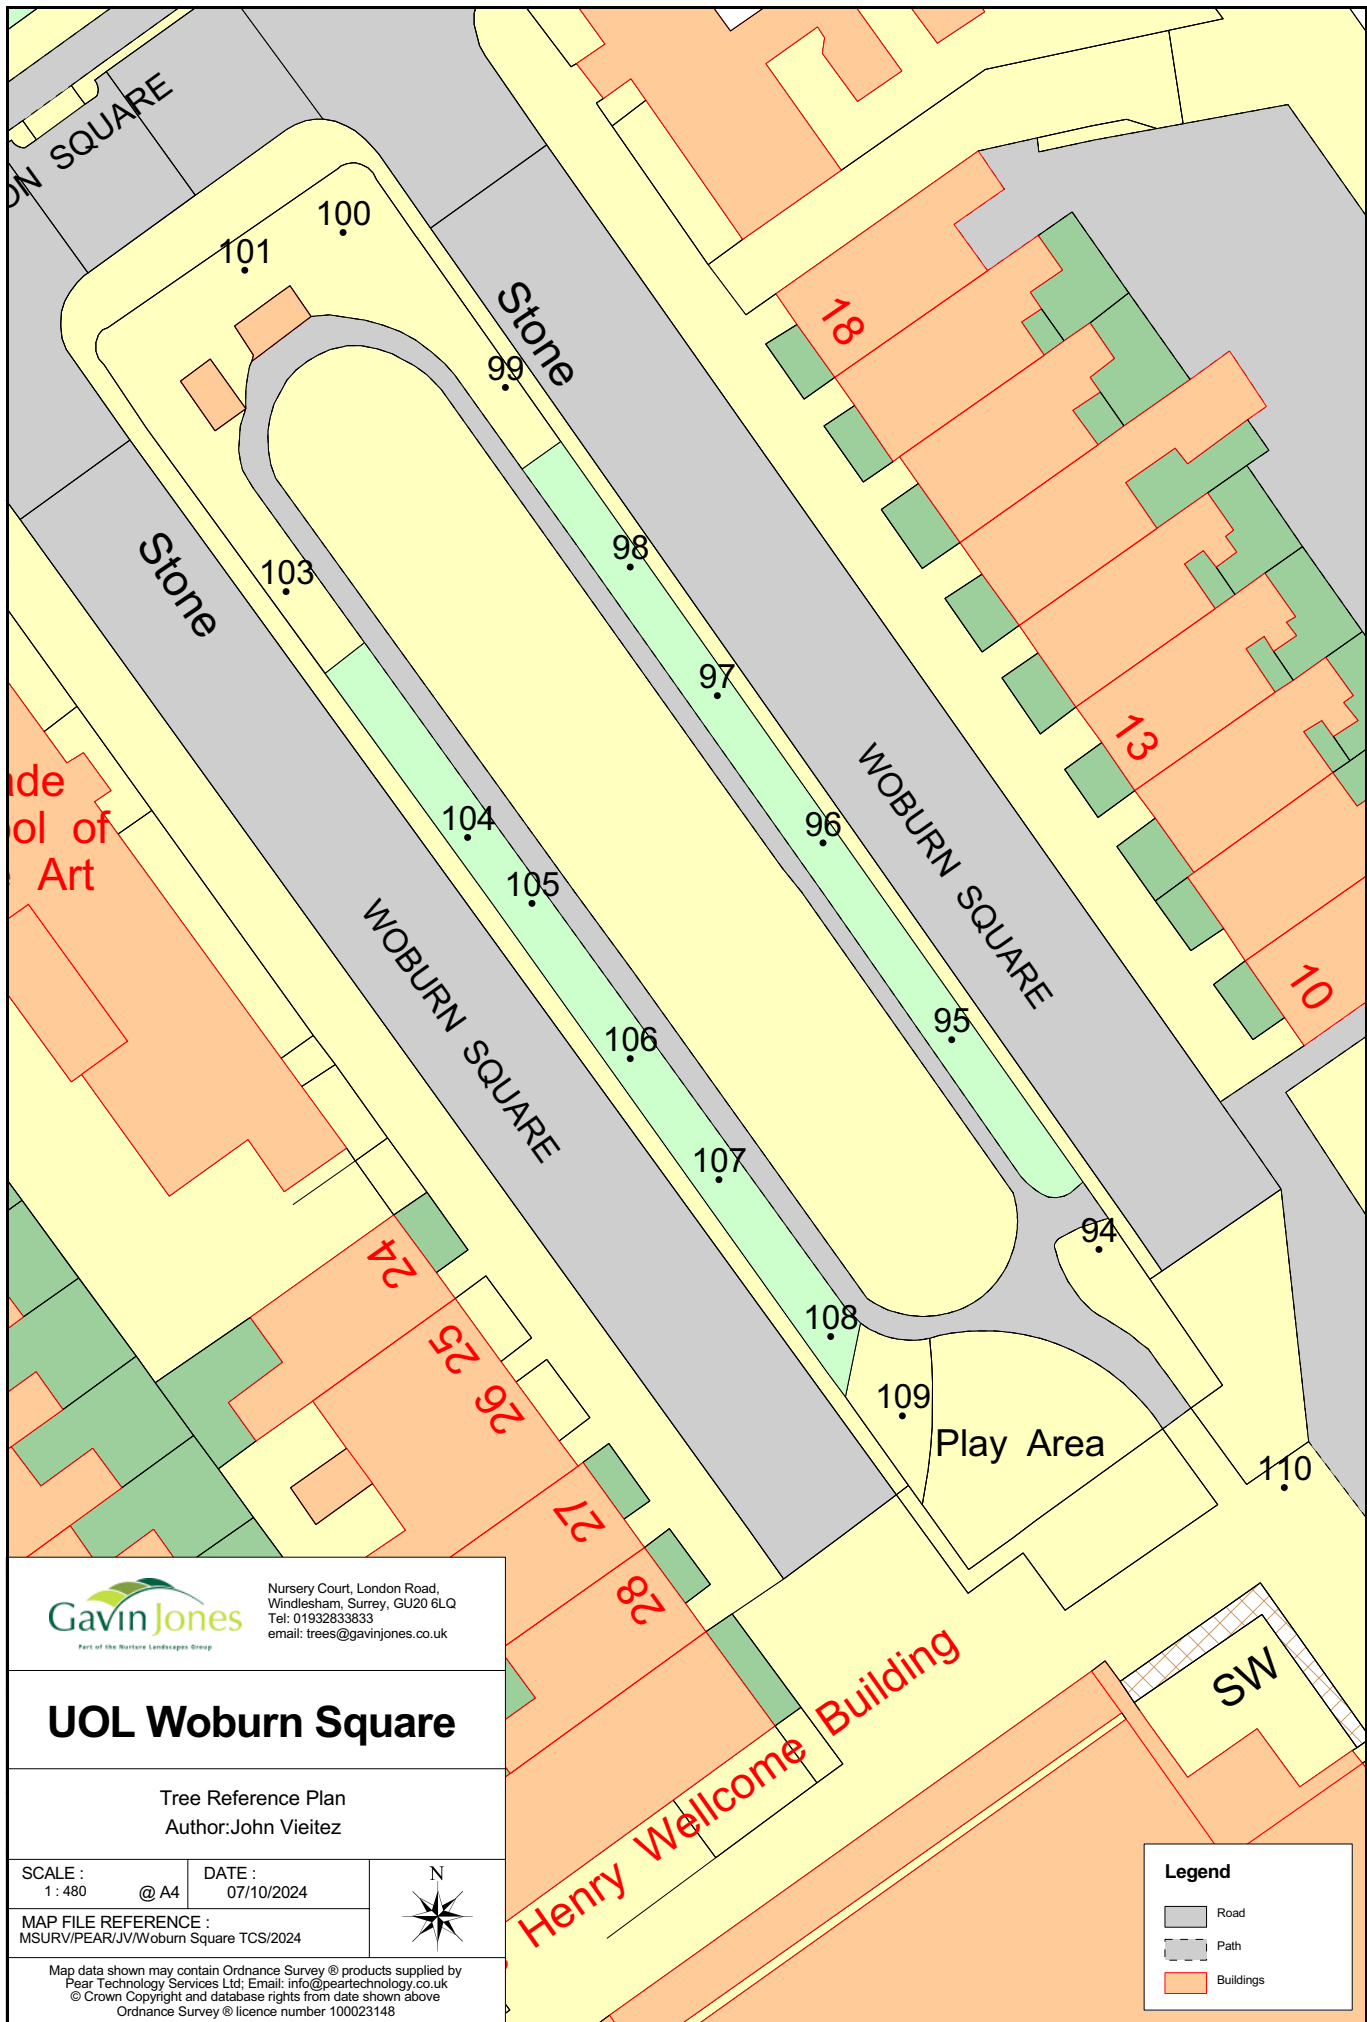 ON SQUARE
100
101
Stone
99
18
98
103
Stone
97
13
WOBURN SQUARE
96
ade
ool of
Art
104
105
10
WOBURN SQUARE
95
106
107
94
24
25
26
108
109
Play Area
110
27
28
SW
Henry Wellcome Building
Gavin Jones
Part of the Nurture Landscapes Group
Nursery Court, London Road,
Windlesham, Surrey, GU20 6LQ
Tel: 01932833833
email: trees@gavinjones.co.uk
UOL Woburn Square
Tree Reference Plan
Author:John Vieitez
SCALE :
1 : 480 @ A4
DATE :
07/10/2024
N
MAP FILE REFERENCE :
MSURV/PEAR/JV/Woburn Square TCS/2024
Map data shown may contain Ordnance Survey ® products supplied by
Pear Technology Services Ltd; Email: info@peartechnology.co.uk
© Crown Copyright and database rights from date shown above
Ordnance Survey ® licence number 100023148
Legend
Road
Path
Buildings